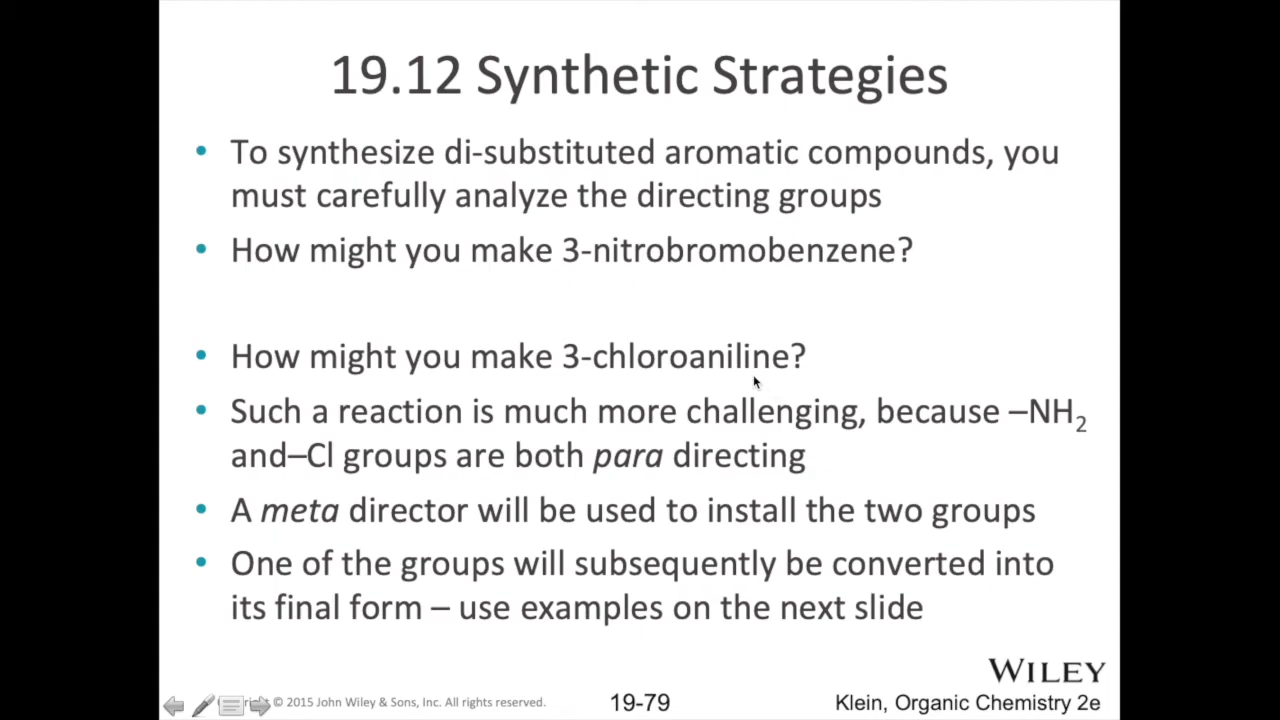 19.12 Synthetic Strategies
• To synthesize di-substituted aromatic compounds, you
must carefully analyze the directing groups
• How might you make 3-nitrobromobenzene?
• How might you make 3-chloroaniline?
• Such a reaction is much more challenging, because –NH₂
and–Cl groups are both para directing
• A meta director will be used to install the two groups
• One of the groups will subsequently be converted into
its final form – use examples on the next slide
WILEY
© 2015 John Wiley & Sons, Inc. All rights reserved.
19-79
Klein, Organic Chemistry 2e